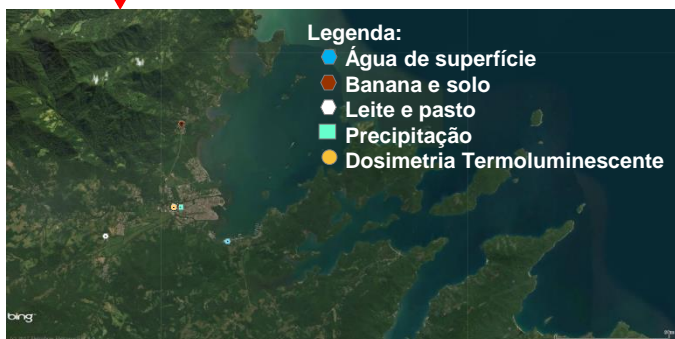 Legenda:
Água de superfície
Banana e solo
Leite e pasto
Precipitação
Dosimetria Termoluminescente
bing